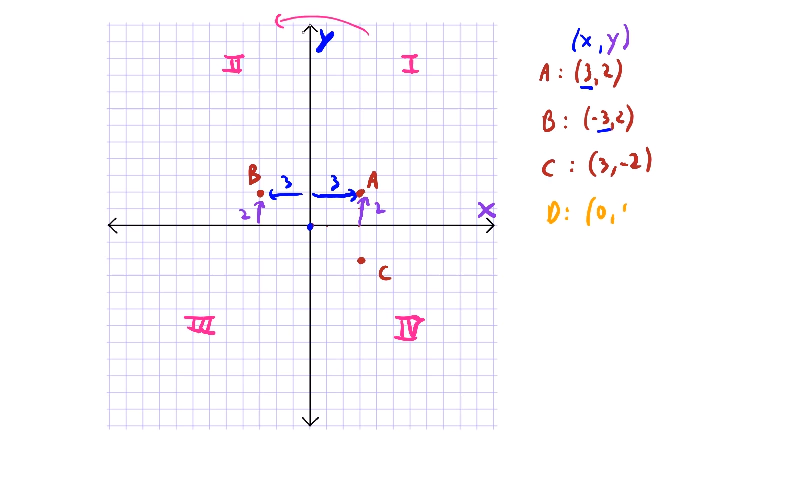 y
(x, y)
II
I
A: (3, 2)
B: (-3, 2)
C: (3, -2)
D: (0,
B
3
3
A
2
2
x
C
III
IV